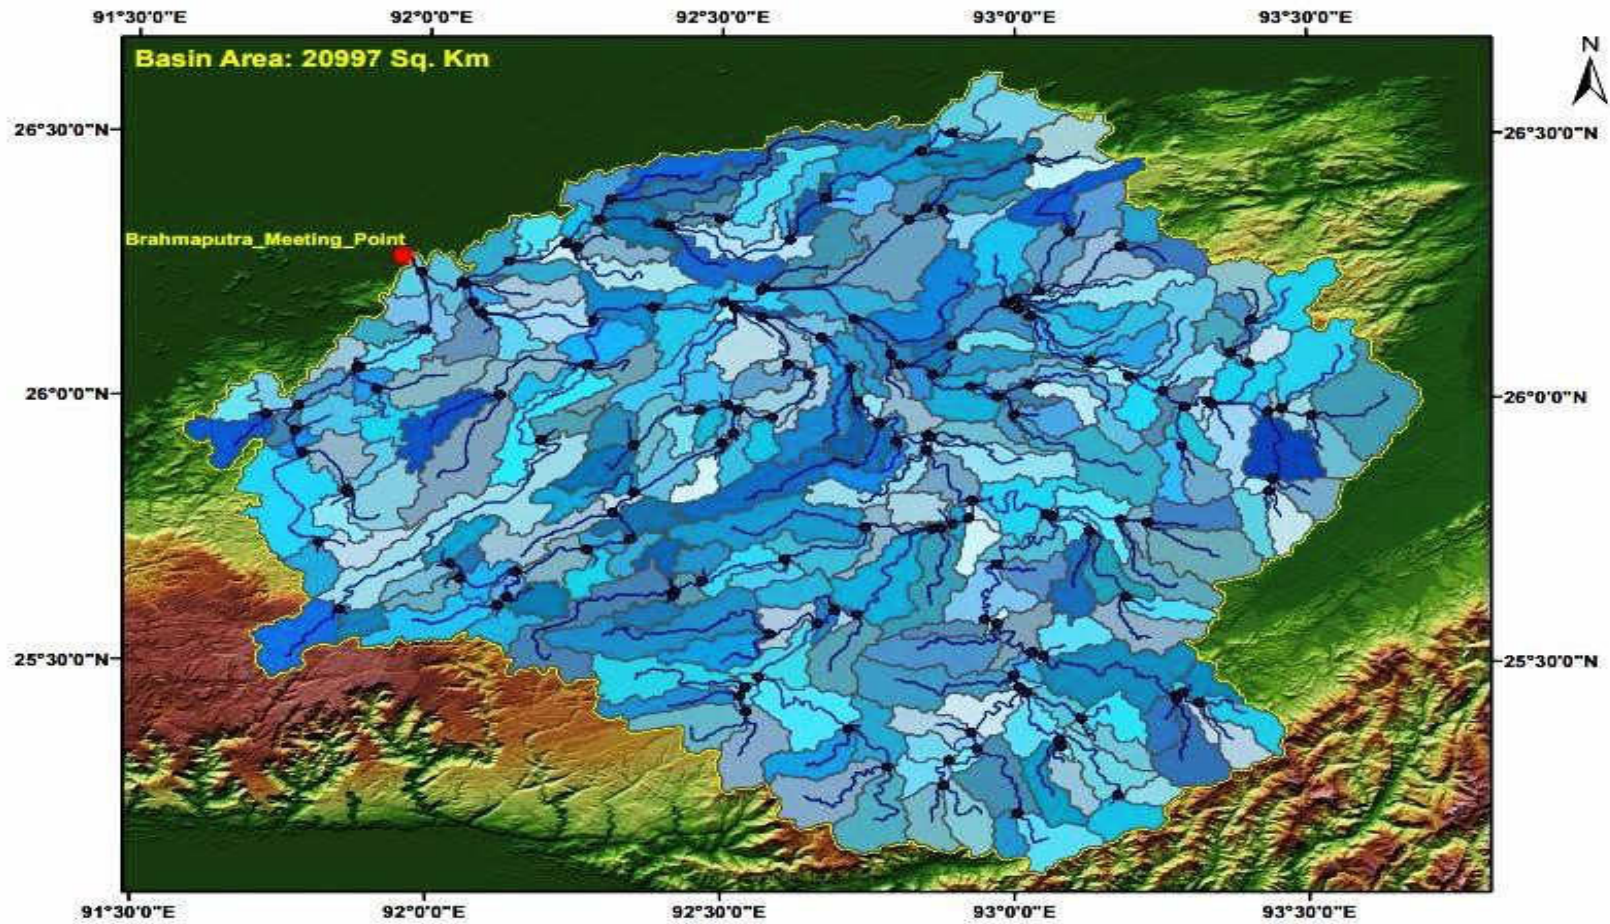 91°30'0"E 92°0'0"E 92°30'0"E 93°0'0"E 93°30'0"E
Basin Area: 20997 Sq. Km
N
26°30'0"N 26°30'0"N
Brahmaputra_Meeting_Point
26°0'0"N 26°0'0"N
25°30'0"N 25°30'0"N
91°30'0"E 92°0'0"E 92°30'0"E 93°0'0"E 93°30'0"E